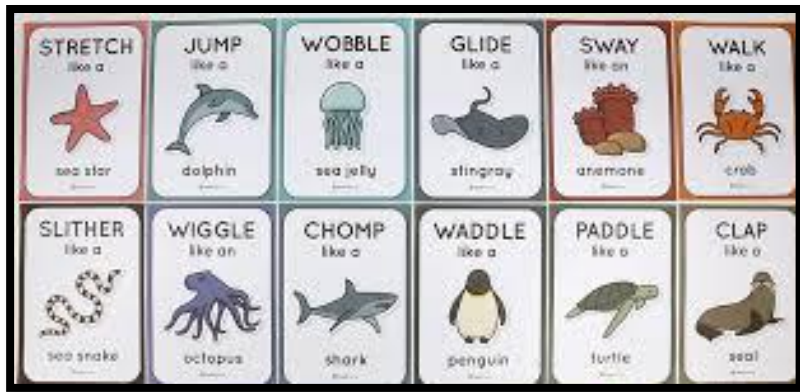 STRETCH
like a
sea star
JUMP
like a
dolphin
WOBBLE
like a
sea jelly
GLIDE
like a
stingray
SWAY
like an
anemone
WALK
like a
crab
SLITHER
like a
sea snake
WIGGLE
like an
octopus
CHOMP
like a
shark
WADDLE
like a
penguin
PADDLE
like a
turtle
CLAP
like a
seal